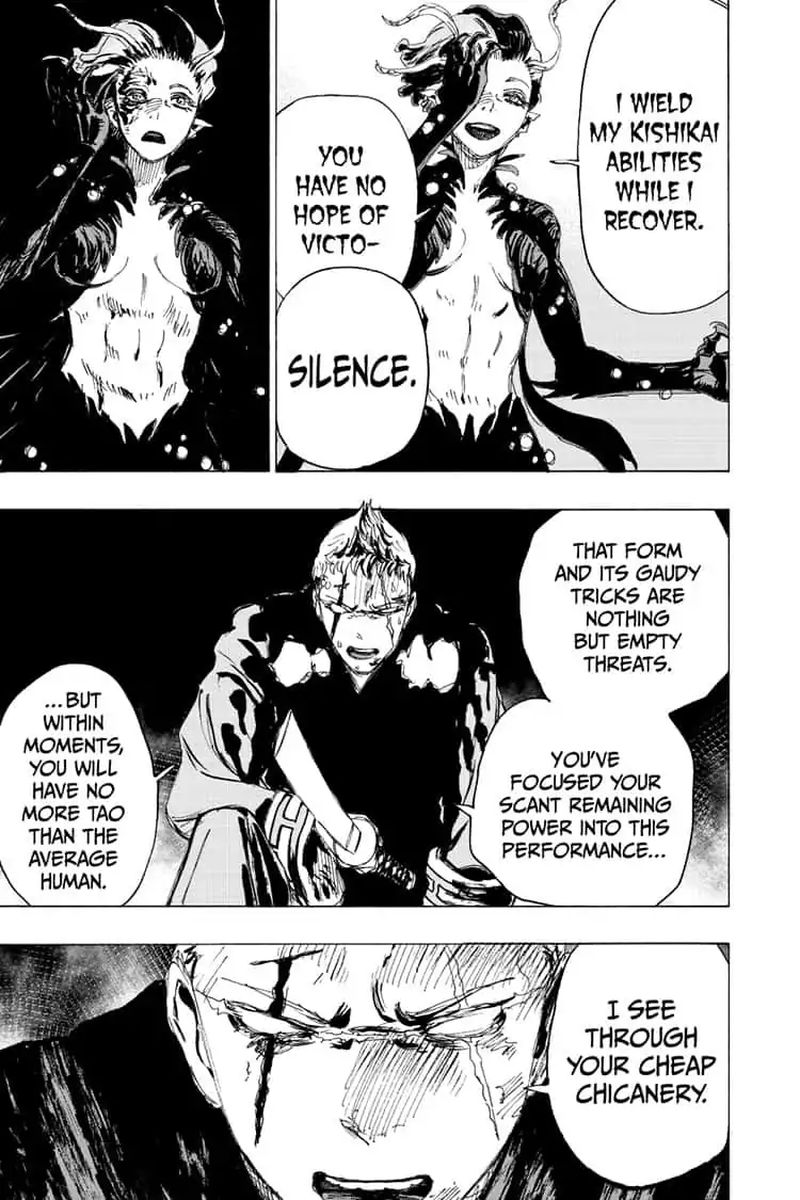 I WIELD
MY KISHIKAI
ABILITIES
WHILE I
RECOVER.
YOU
HAVE NO
HOPE OF
VICTO-
SILENCE.
THAT FORM
AND ITS GAUDY
TRICKS ARE
NOTHING
BUT EMPTY
THREATS.
YOU'VE
FOCUSED YOUR
SCANT REMAINING
POWER INTO THIS
PERFORMANCE...
...BUT
WITHIN
MOMENTS,
YOU WILL
HAVE NO
MORE TAO
THAN THE
AVERAGE
HUMAN.
I SEE
THROUGH
YOUR CHEAP
CHICANERY.